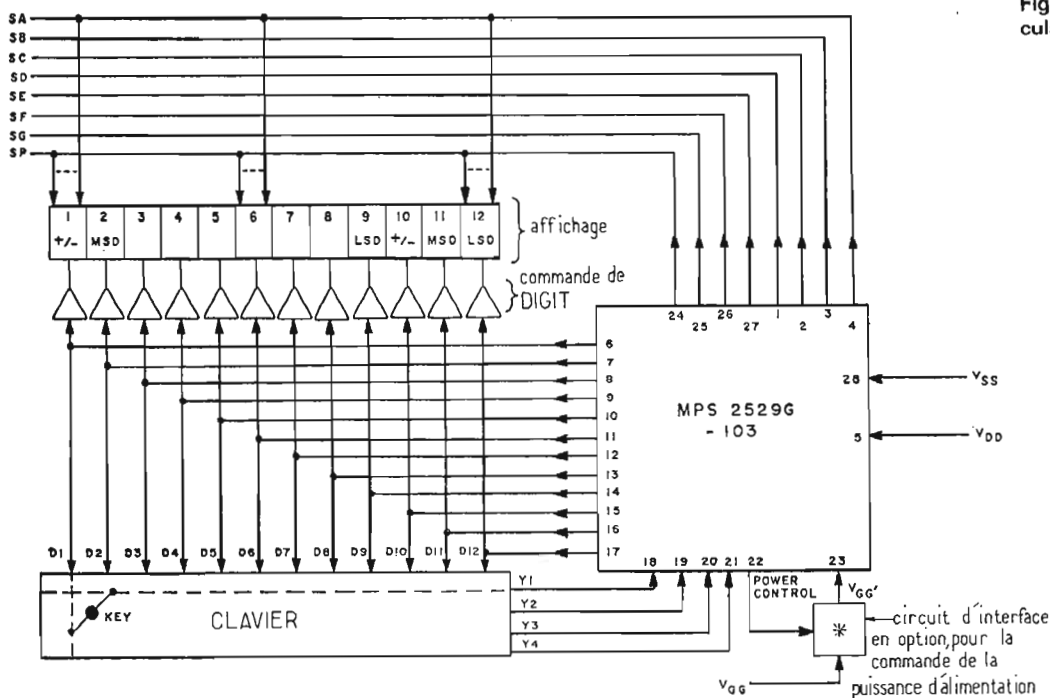 Fig
cul
SA
SB
SC
SD
SE
SF
SG
SP
1 2 3 4 5 6 7 8 9 10 11 12
+/- MSD LSD +/- MSD LSD
affichage
commande de
DIGIT
24 25 26 27 1 2 3 4
6
7
8
9
10
11
12
13
14
15
16
17
MPS 2529G
- 103
28
VSS
5
VDD
D1 D2 D3 D4 D5 D6 D7 D8 D9 D10 D11 D12
18 19 20 21 22 23
POWER
CONTROL
VGG'
KEY
CLAVIER
Y1
Y2
Y3
Y4
*
circuit d'interface
en option,pour la
commande de la
puissance d'alimentation
VGG